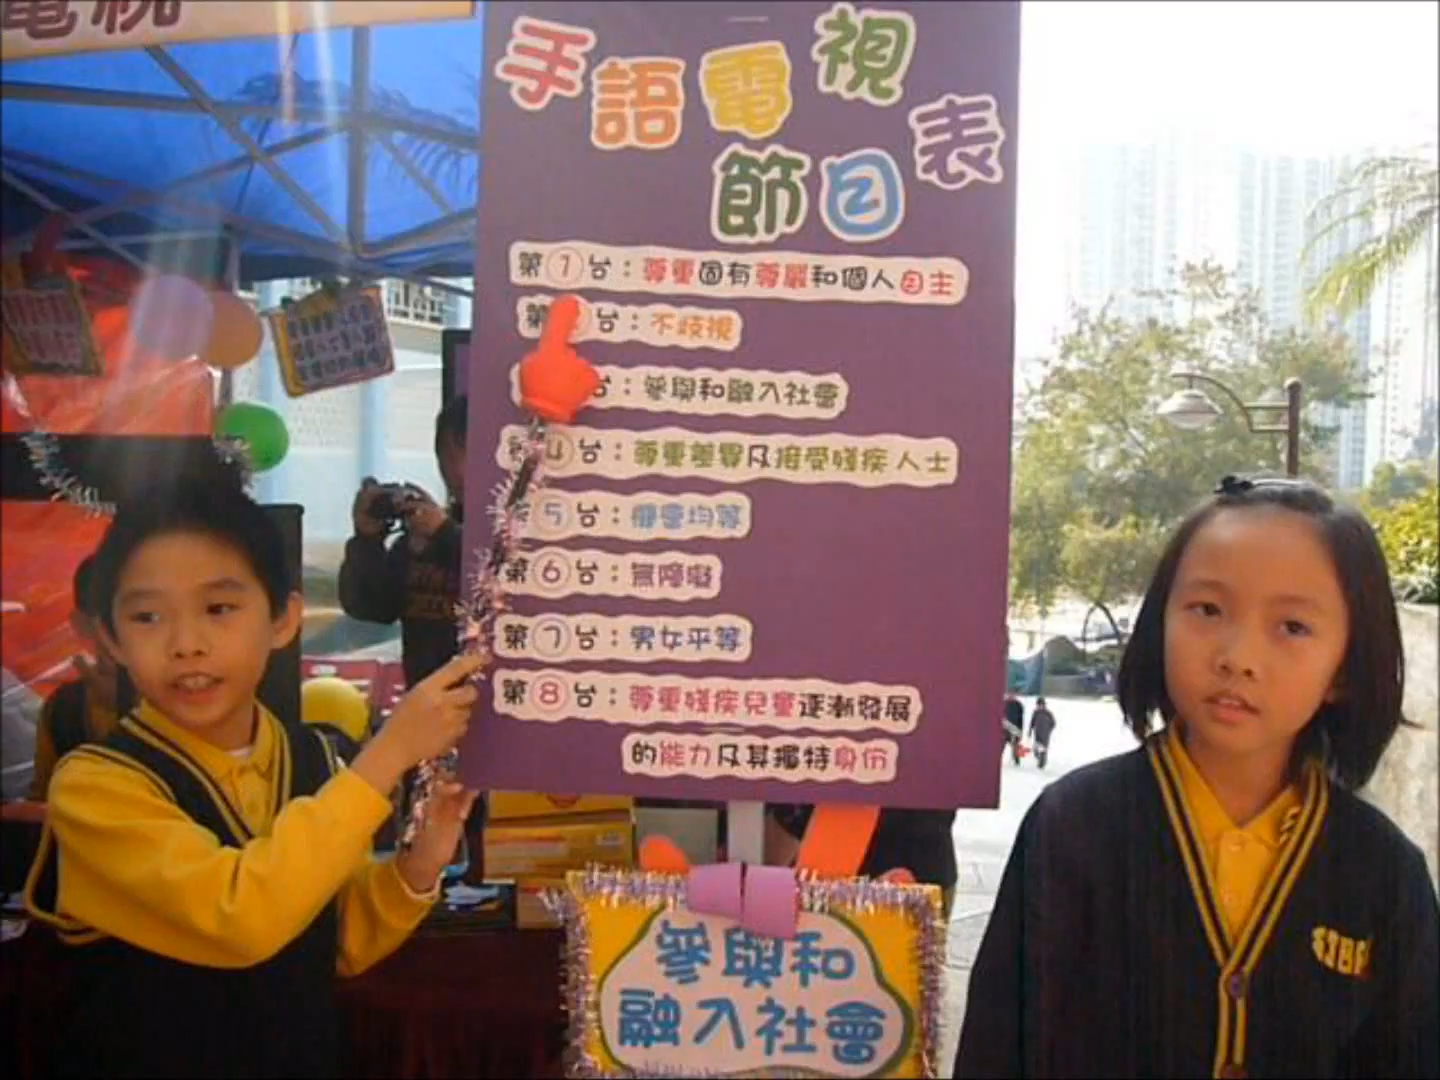 手語電視
節目表
第1台：尊重固有尊嚴和個人自主
第 台：不歧視
台：參與和融入社會
第4台：尊重差異及接受殘疾人士
第5台：機會均等
第6台：無障礙
第7台：男女平等
第8台：尊重殘疾兒童逐漸發展
的能力及其獨特身份
參與和
融入社會